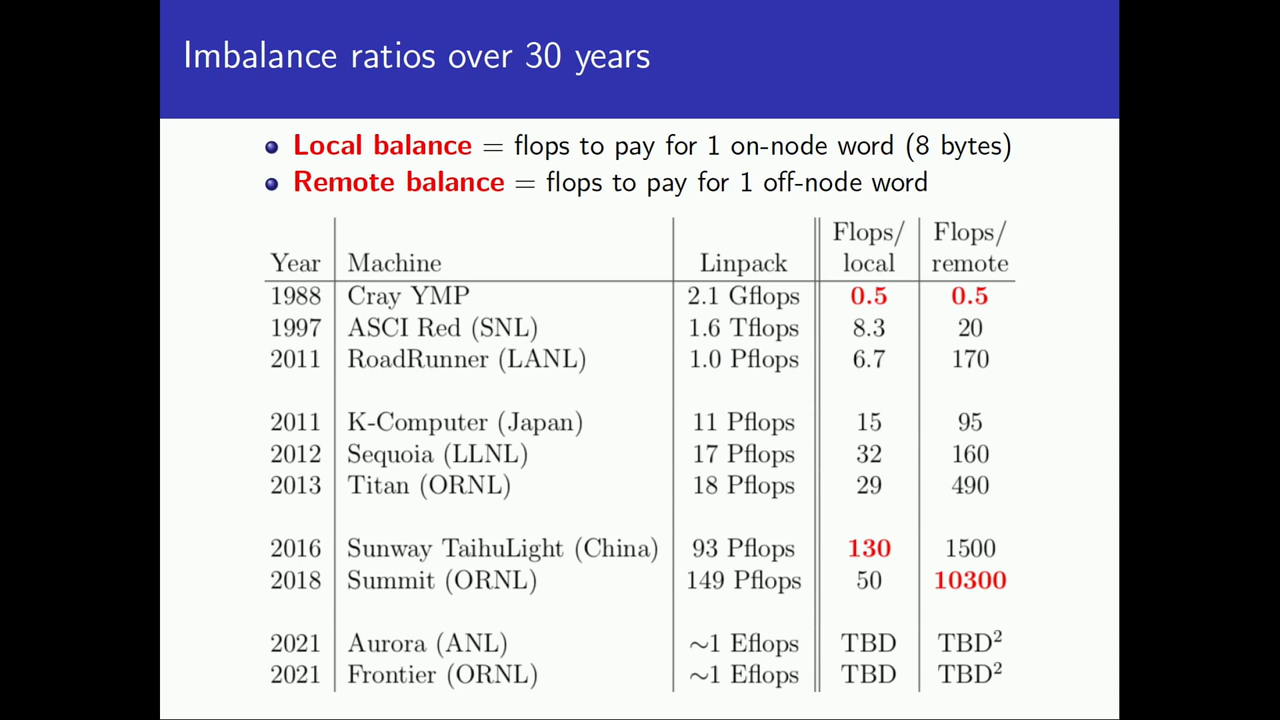 Imbalance ratios over 30 years
Local balance = flops to pay for 1 on-node word (8 bytes)
Remote balance = flops to pay for 1 off-node word
Flops/ Flops/
Year Machine Linpack local remote
1988 Cray YMP 2.1 Gflops 0.5 0.5
1997 ASCI Red (SNL) 1.6 Tflops 8.3 20
2011 RoadRunner (LANL) 1.0 Pflops 6.7 170
2011 K-Computer (Japan) 11 Pflops 15 95
2012 Sequoia (LLNL) 17 Pflops 32 160
2013 Titan (ORNL) 18 Pflops 29 490
2016 Sunway TaihuLight (China) 93 Pflops 130 1500
2018 Summit (ORNL) 149 Pflops 50 10300
2021 Aurora (ANL) ~1 Eflops TBD TBD²
2021 Frontier (ORNL) ~1 Eflops TBD TBD²